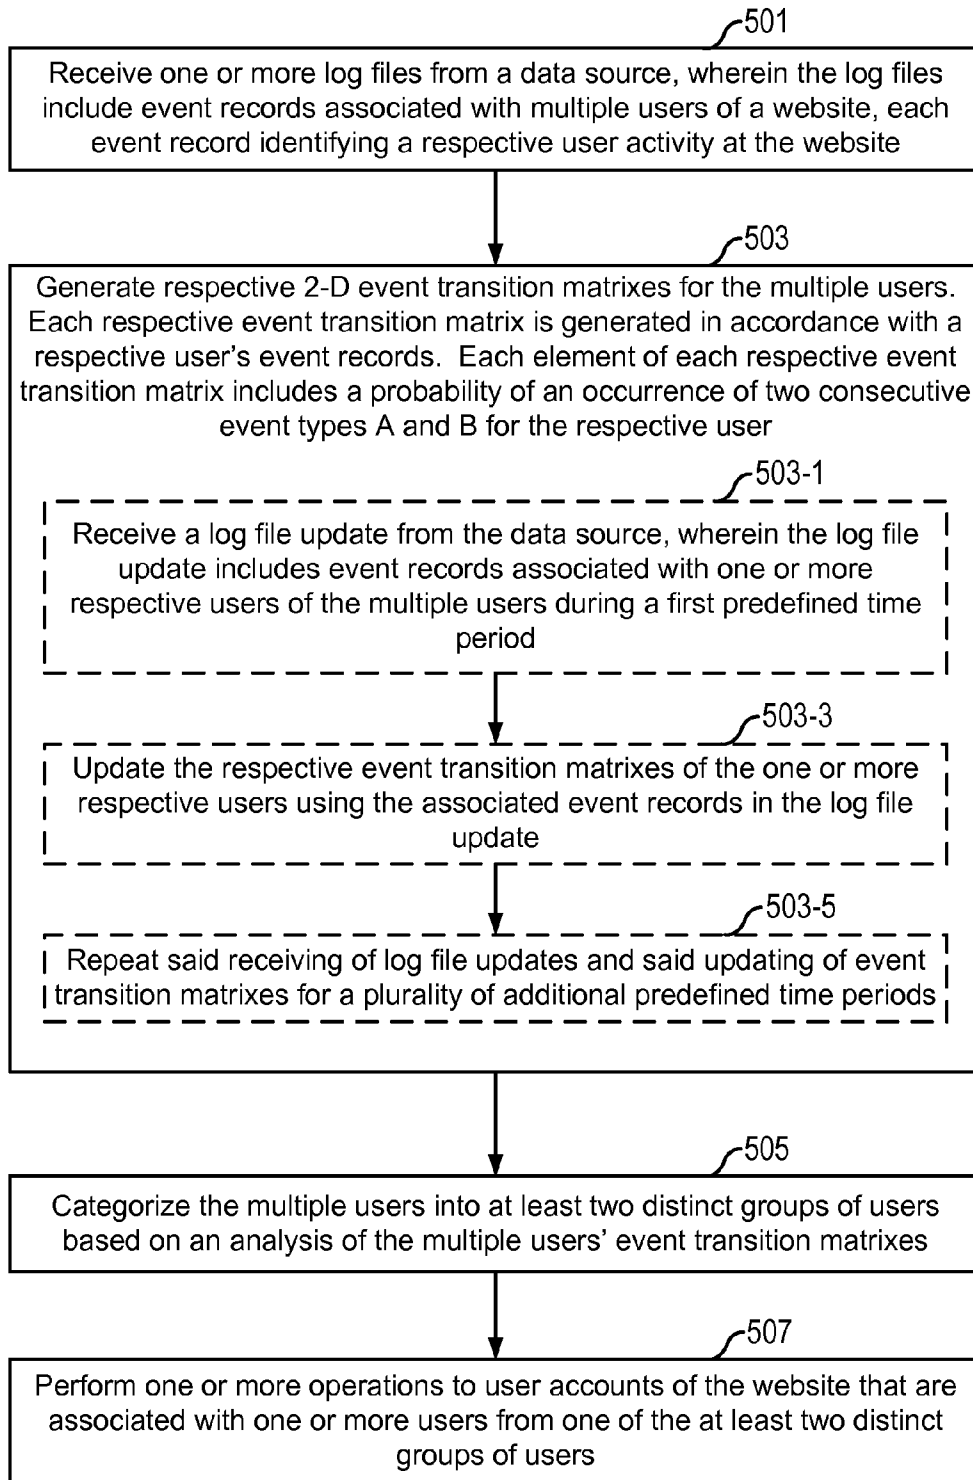 501
Receive one or more log files from a data source, wherein the log files
include event records associated with multiple users of a website, each
event record identifying a respective user activity at the website
503
Generate respective 2-D event transition matrixes for the multiple users.
Each respective event transition matrix is generated in accordance with a
respective user's event records.  Each element of each respective event
transition matrix includes a probability of an occurrence of two consecutive
event types A and B for the respective user
503-1
Receive a log file update from the data source, wherein the log file
update includes event records associated with one or more
respective users of the multiple users during a first predefined time
period
503-3
Update the respective event transition matrixes of the one or more
respective users using the associated event records in the log file
update
503-5
Repeat said receiving of log file updates and said updating of event
transition matrixes for a plurality of additional predefined time periods
505
Categorize the multiple users into at least two distinct groups of users
based on an analysis of the multiple users' event transition matrixes
507
Perform one or more operations to user accounts of the website that are
associated with one or more users from one of the at least two distinct
groups of users